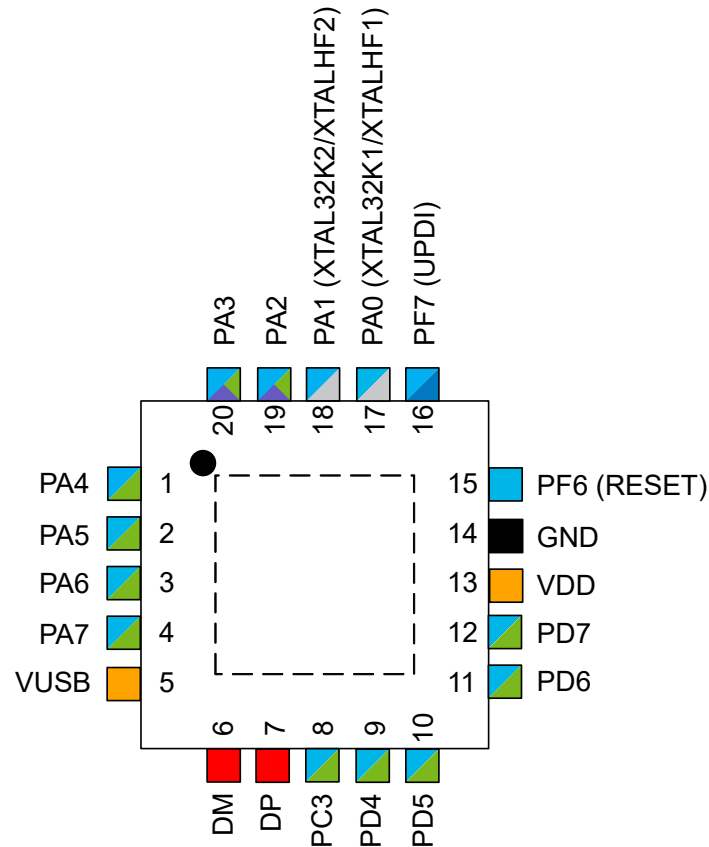 PA3
PA2
PA1 (XTAL32K2/XTALHF2)
PA0 (XTAL32K1/XTALHF1)
PF7 (UPDI)
20
19
18
17
16
PA4 1
PA5 2
PA6 3
PA7 4
VUSB 5
15 PF6 (RESET)
14 GND
13 VDD
12 PD7
11 PD6
6
7
8
9
10
DM
DP
PC3
PD4
PD5